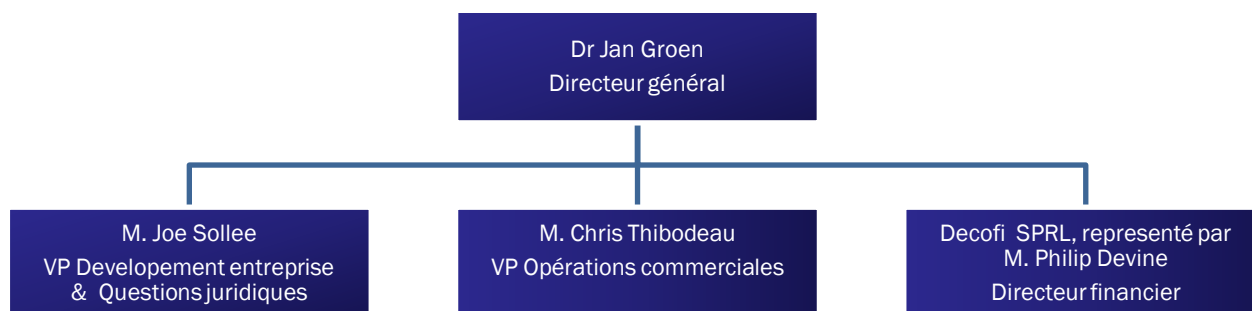 Dr Jan Groen
Directeur général
M. Joe Sollee
VP Developement entreprise
& Questions juridiques
M. Chris Thibodeau
VP Opérations commerciales
Decofi SPRL, representé par
M. Philip Devine
Directeur financier